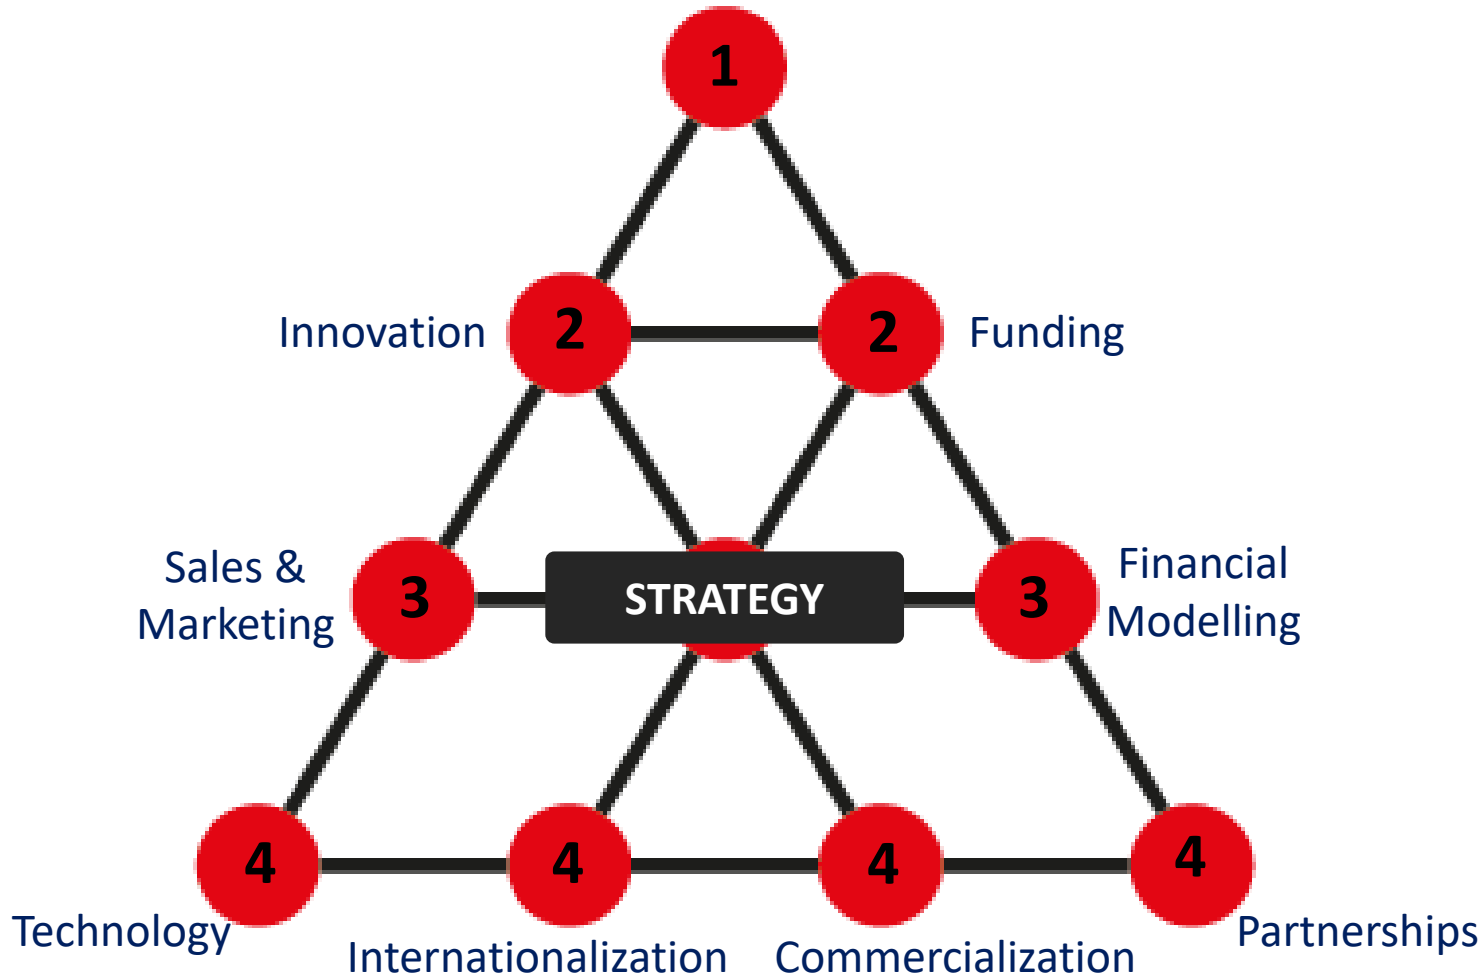 1
Innovation 2 2 Funding
Sales &
Marketing
3 STRATEGY 3
Financial
Modelling
4 4 4 4
Technology
Internationalization
Commercialization
Partnerships